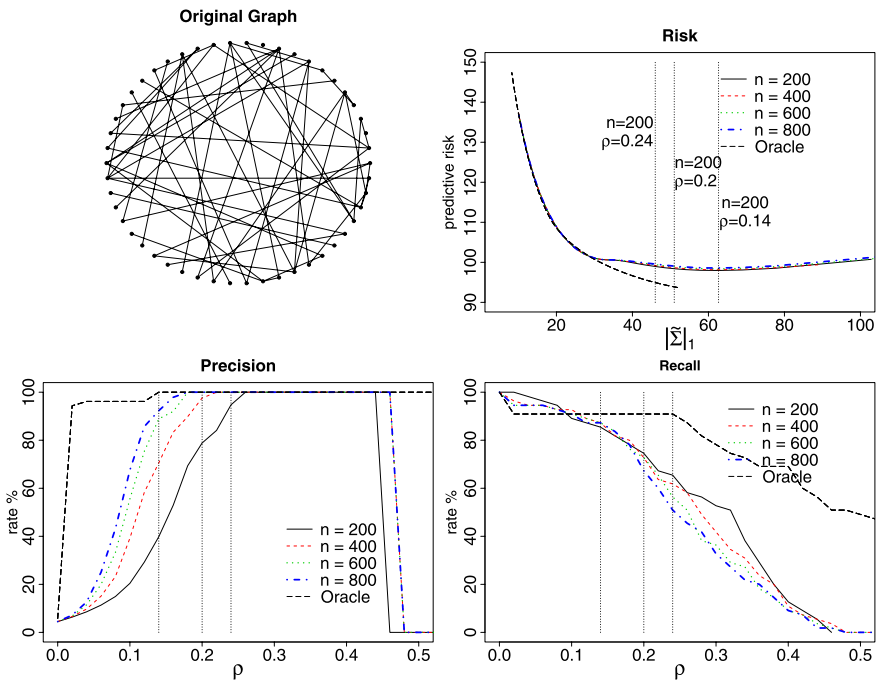 Original Graph
Risk
predictive risk
150
140
130
120
110
100
90
n=200
ρ=0.24
n=200
ρ=0.2
n=200
ρ=0.14
n = 200
n = 400
n = 600
n = 800
Oracle
20 40 60 80 100
|Σ̃|₁
Precision
rate %
100
80
60
40
20
0
n = 200
n = 400
n = 600
n = 800
Oracle
0.0 0.1 0.2 0.3 0.4 0.5
ρ
Recall
rate %
100
80
60
40
20
0
n = 200
n = 400
n = 600
n = 800
Oracle
0.0 0.1 0.2 0.3 0.4 0.5
ρ